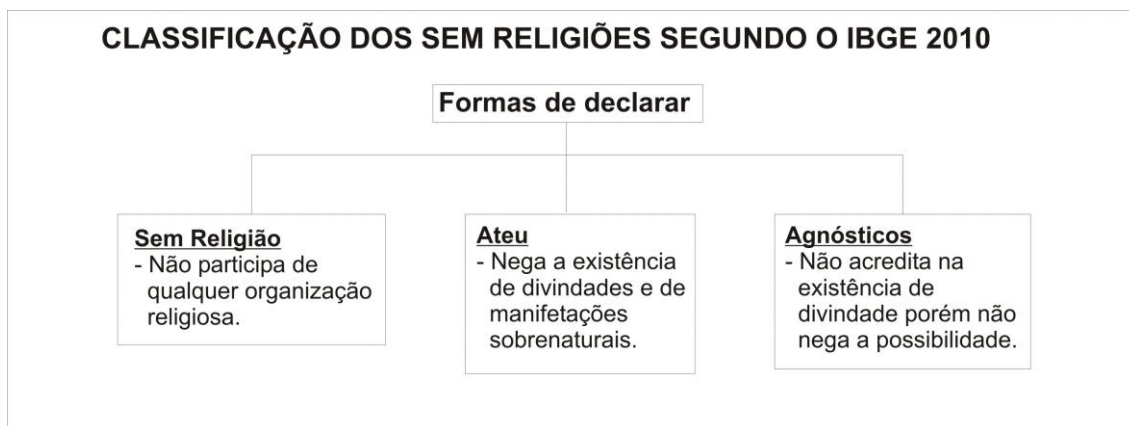 CLASSIFICAÇÃO DOS SEM RELIGIÕES SEGUNDO O IBGE 2010
Formas de declarar
Sem Religião
- Não participa de
qualquer organização
religiosa.
Ateu
- Nega a existência
de divindades e de
manifetações
sobrenaturais.
Agnósticos
- Não acredita na
existência de
divindade porém não
nega a possibilidade.